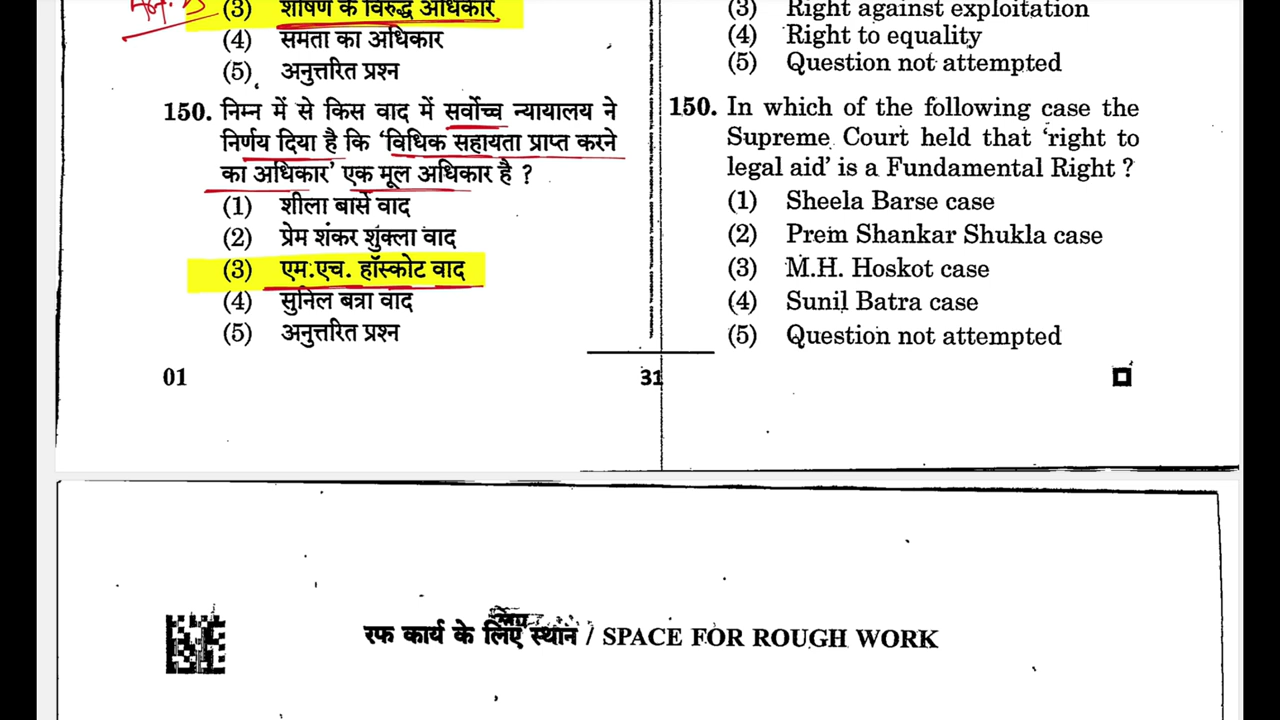 (3) शोषण के विरुद्ध अधिकार
(4) समता का अधिकार
(5) अनुत्तरित प्रश्न
150. निम्न में से किस वाद में सर्वोच्च न्यायालय ने
निर्णय दिया है कि 'विधिक सहायता प्राप्त करने
का अधिकार' एक मूल अधिकार है ?
(1) शीला बार्से वाद
(2) प्रेम शंकर शुक्ला वाद
(3) एम.एच. हॉस्कोट वाद
(4) सुनिल बत्रा वाद
(5) अनुत्तरित प्रश्न
01
(3) Right against exploitation
(4) Right to equality
(5) Question not attempted
150. In which of the following case the
Supreme Court held that 'right to
legal aid' is a Fundamental Right ?
(1) Sheela Barse case
(2) Prem Shankar Shukla case
(3) M.H. Hoskot case
(4) Sunil Batra case
(5) Question not attempted
31
रफ कार्य के लिए स्थान / SPACE FOR ROUGH WORK